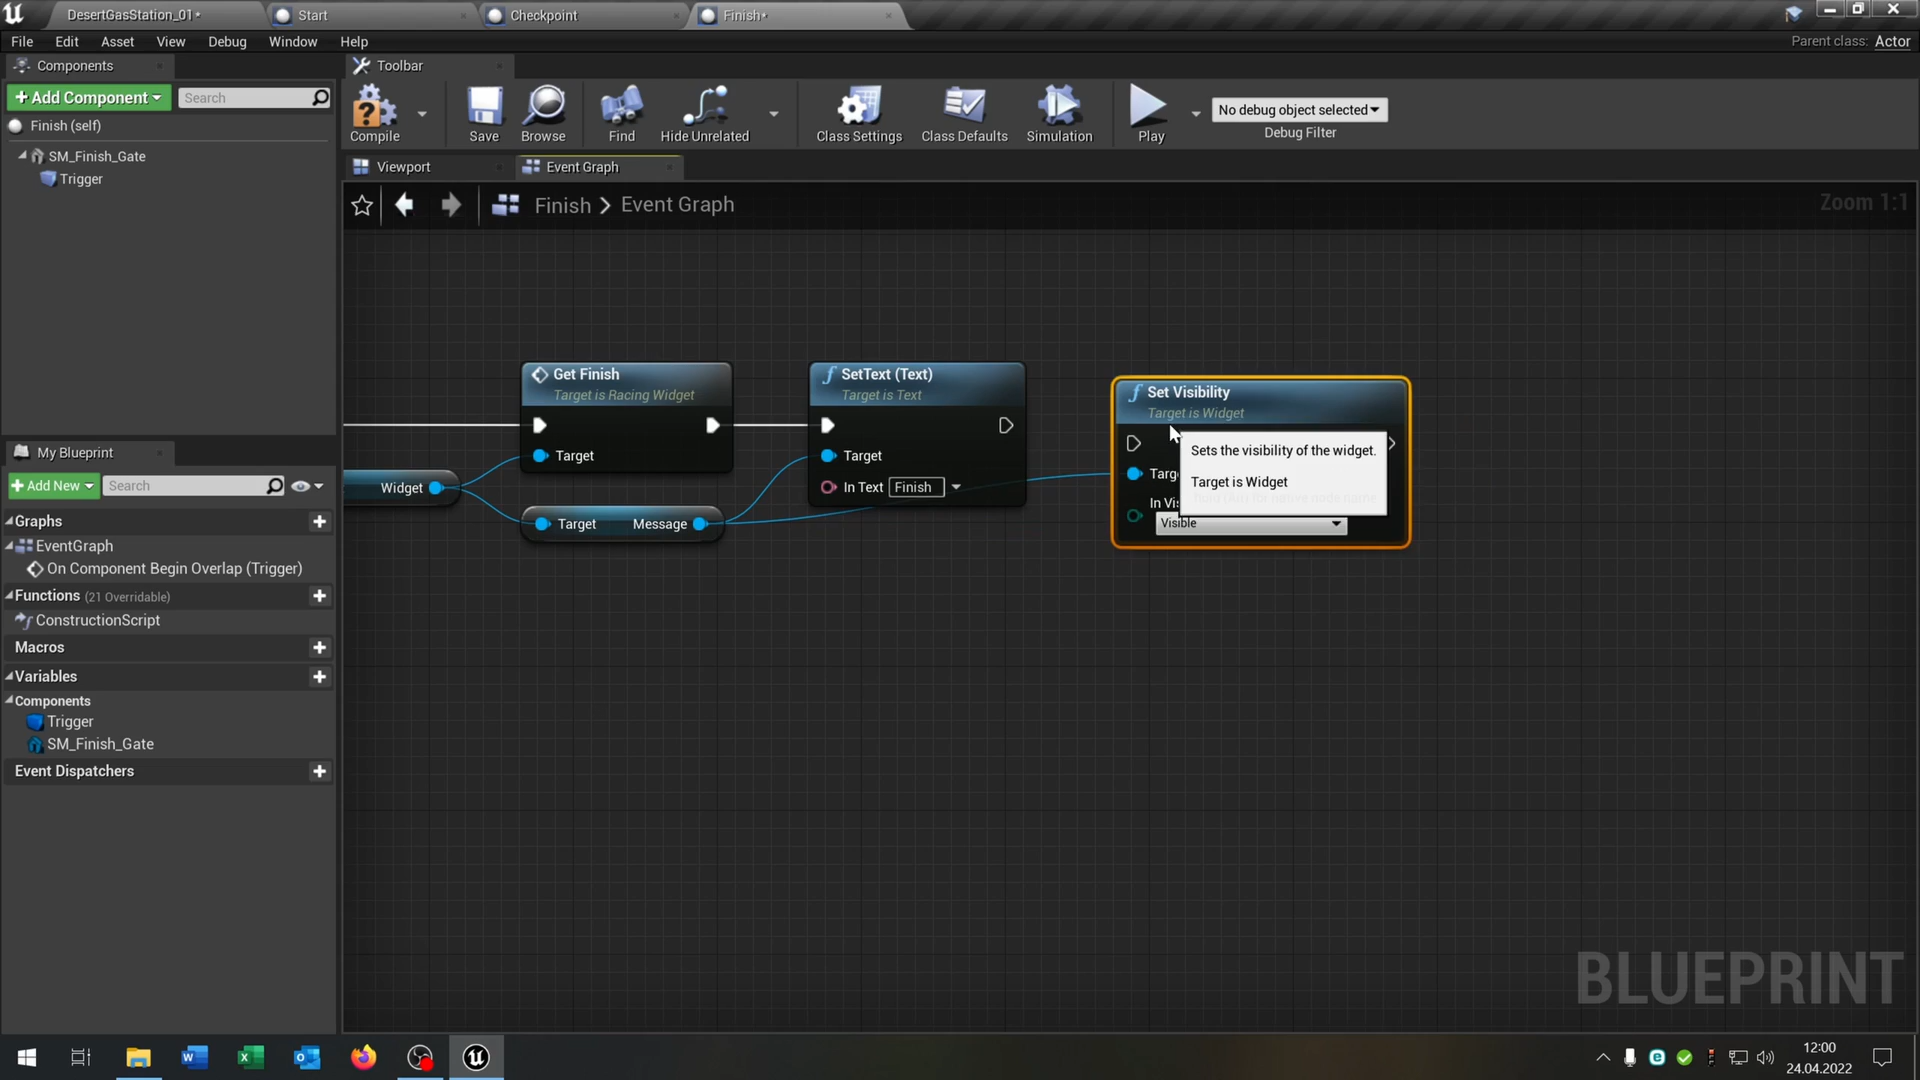 DesertGasStation_01*
Start
Checkpoint
Finish*
File Edit Asset View Debug Window Help
Parent class: Actor
Components
Toolbar
Add Component
Search
Finish (self)
SM_Finish_Gate
Trigger
Compile
Save
Browse
Find
Hide Unrelated
Class Settings
Class Defaults
Simulation
Play
No debug object selected
Debug Filter
Viewport
Event Graph
Finish > Event Graph
Zoom 1:1
Get Finish
Target is Racing Widget
Target
SetText (Text)
Target is Text
Target
In Text Finish
Set Visibility
Target is Widget
Sets the visibility of the widget.
Target is Widget
Visible
Widget
Target Message
My Blueprint
Add New
Search
Graphs
EventGraph
On Component Begin Overlap (Trigger)
Functions (21 Overridable)
ConstructionScript
Macros
Variables
Components
Trigger
SM_Finish_Gate
Event Dispatchers
BLUEPRINT
12:00
24.04.2022